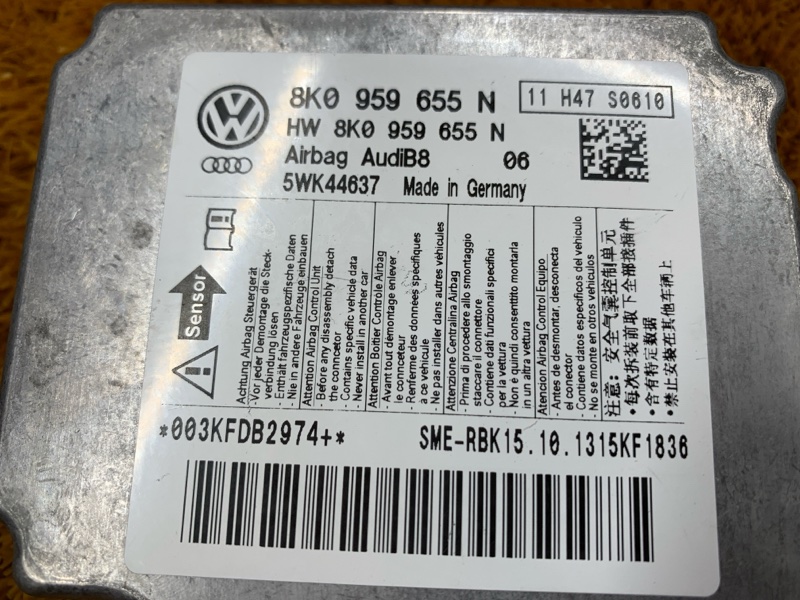 8K0 959 655 N
11 H47 S0610
HW 8K0 959 655 N
Airbag AudiB8 06
5WK44637 Made in Germany
Sensor
Achtung Airbag Steuergerät
- Vor jeder Demontage die Steck-
verbindung lösen
- Enthält fahrzeugspezifische Daten
- Nie in andere Fahrzeuge einbauen
Attention Airbag Control Unit
- Before any disassembly detach
the connector
- Contains specific vehicle data
- Never install in another car
Attention Boitier Controle Airbag
- Avant tout démontage enlever
le connceteur
- Renferme des données spécifiques
a ce vehicule
- Ne pas installer dans autres véhicules
Attenzione Centralina Airbag
- Prima di procedere allo smontaggio
staccare il connettore
- Contiene dati funzionali specifici
per la vettura
- Non é quindi consentito montarla
in un altra vettura
Atencion Airbag Control Equipo
- Antes de desmontar, desconecta
el conector
- Contiene datos especificos del vehiculo
- No se monte en otros vehiculos
注意: 安全气囊控制单元
• 每次拆装前取下全部接插件
• 含有特定数据
• 禁止安装在其他车辆上
*003KFDB2974+*
SME-RBK15.10.1315KF1836